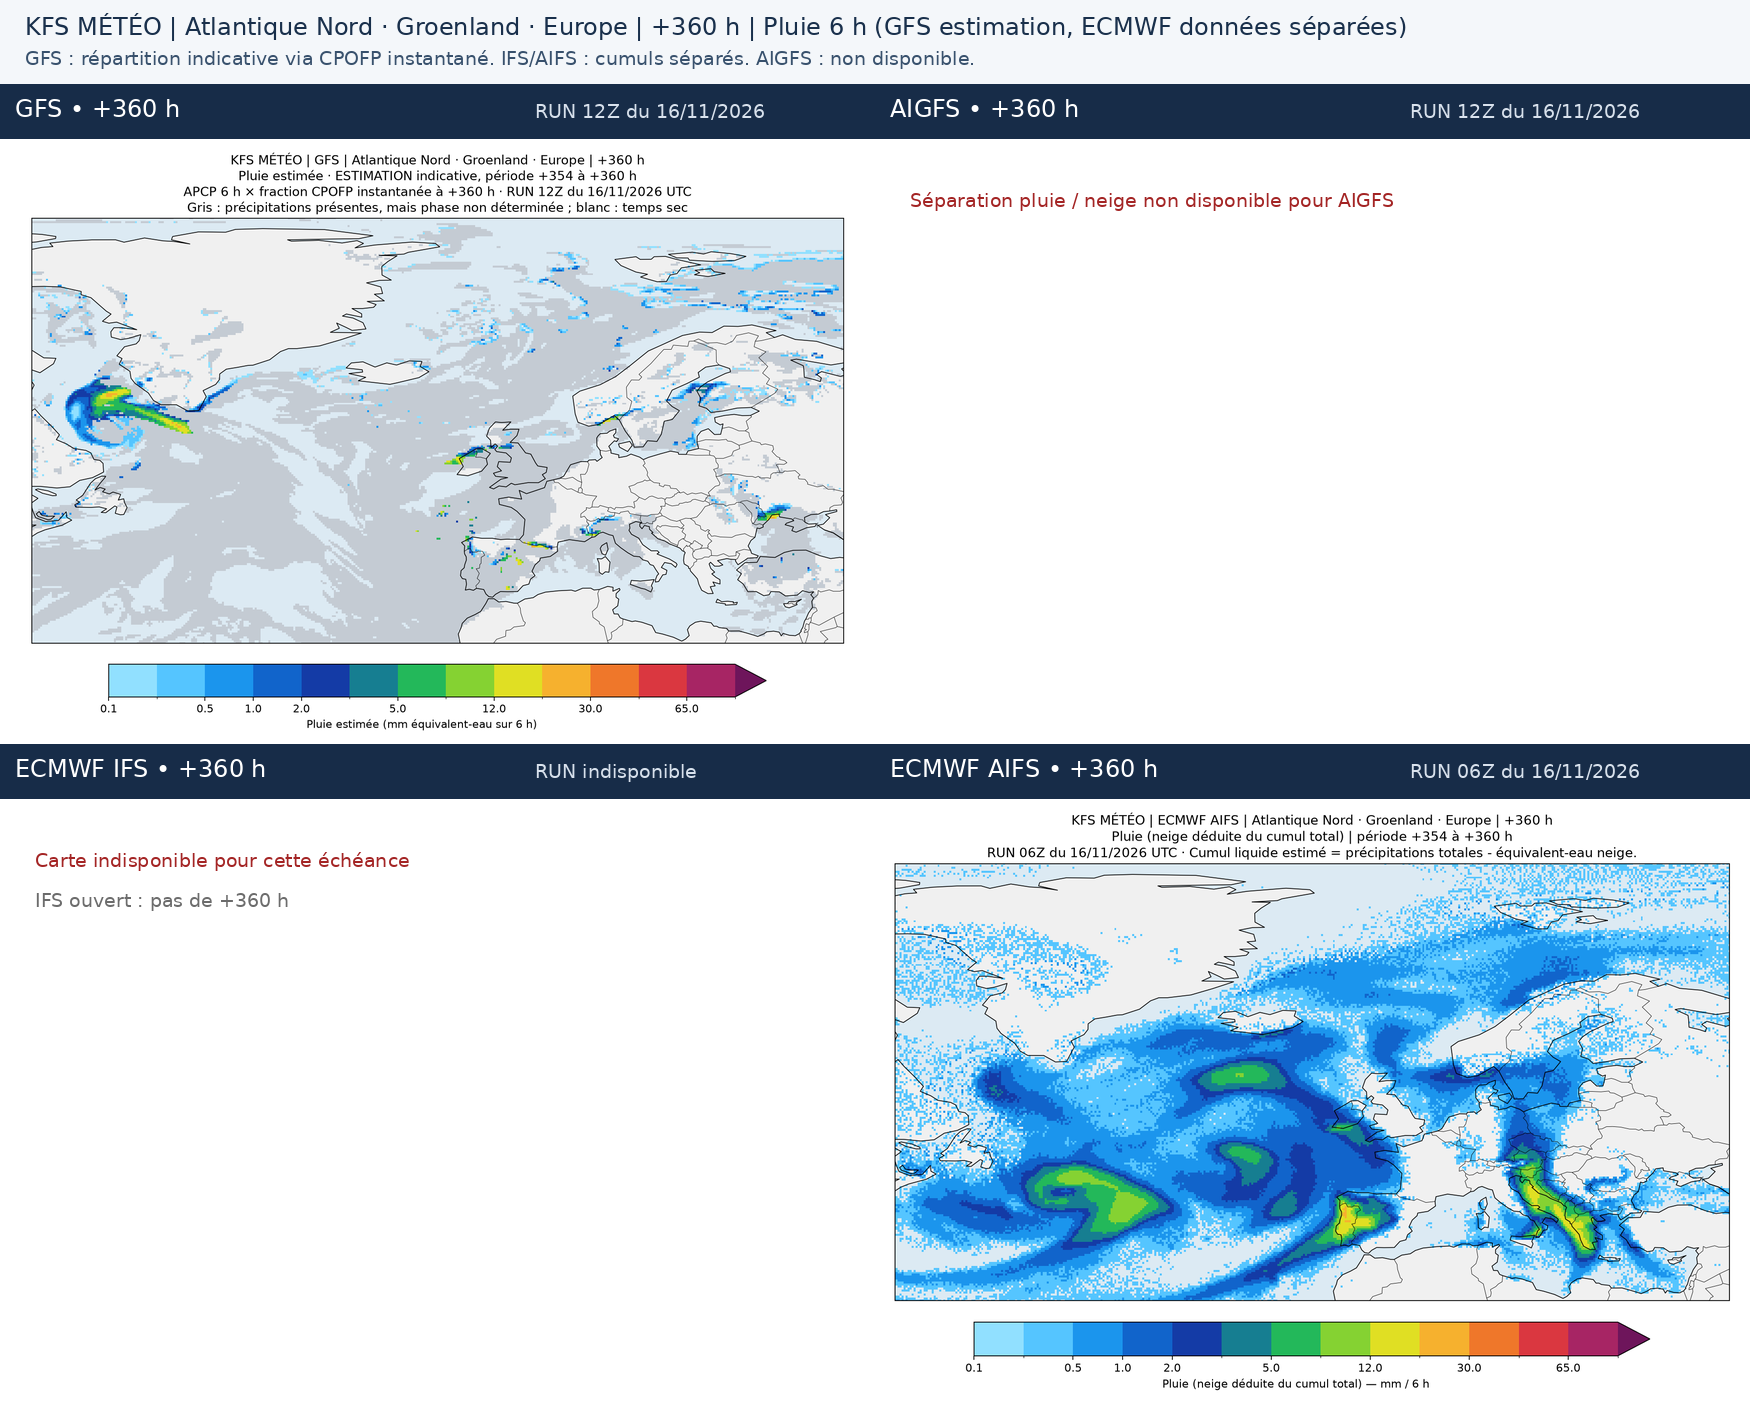 KFS MÉTÉO | Atlantique Nord · Groenland · Europe | +360 h | Pluie 6 h (GFS estimation, ECMWF données séparées)
GFS : répartition indicative via CPOFP instantané. IFS/AIFS : cumuls séparés. AIGFS : non disponible.
GFS • +360 h
RUN 12Z du 16/11/2026
AIGFS • +360 h
RUN 12Z du 16/11/2026
KFS MÉTÉO | GFS | Atlantique Nord · Groenland · Europe | +360 h
Pluie estimée · ESTIMATION indicative, période +354 à +360 h
APCP 6 h × fraction CPOFP instantanée à +360 h · RUN 12Z du 16/11/2026 UTC
Gris : précipitations présentes, mais phase non déterminée ; blanc : temps sec
0.1 0.5 1.0 2.0 5.0 12.0 30.0 65.0
Pluie estimée (mm équivalent-eau sur 6 h)
Séparation pluie / neige non disponible pour AIGFS
ECMWF IFS • +360 h
RUN indisponible
ECMWF AIFS • +360 h
RUN 06Z du 16/11/2026
Carte indisponible pour cette échéance
IFS ouvert : pas de +360 h
KFS MÉTÉO | ECMWF AIFS | Atlantique Nord · Groenland · Europe | +360 h
Pluie (neige déduite du cumul total) | période +354 à +360 h
RUN 06Z du 16/11/2026 UTC · Cumul liquide estimé = précipitations totales - équivalent-eau neige.
0.1 0.5 1.0 2.0 5.0 12.0 30.0 65.0
Pluie (neige déduite du cumul total) — mm / 6 h